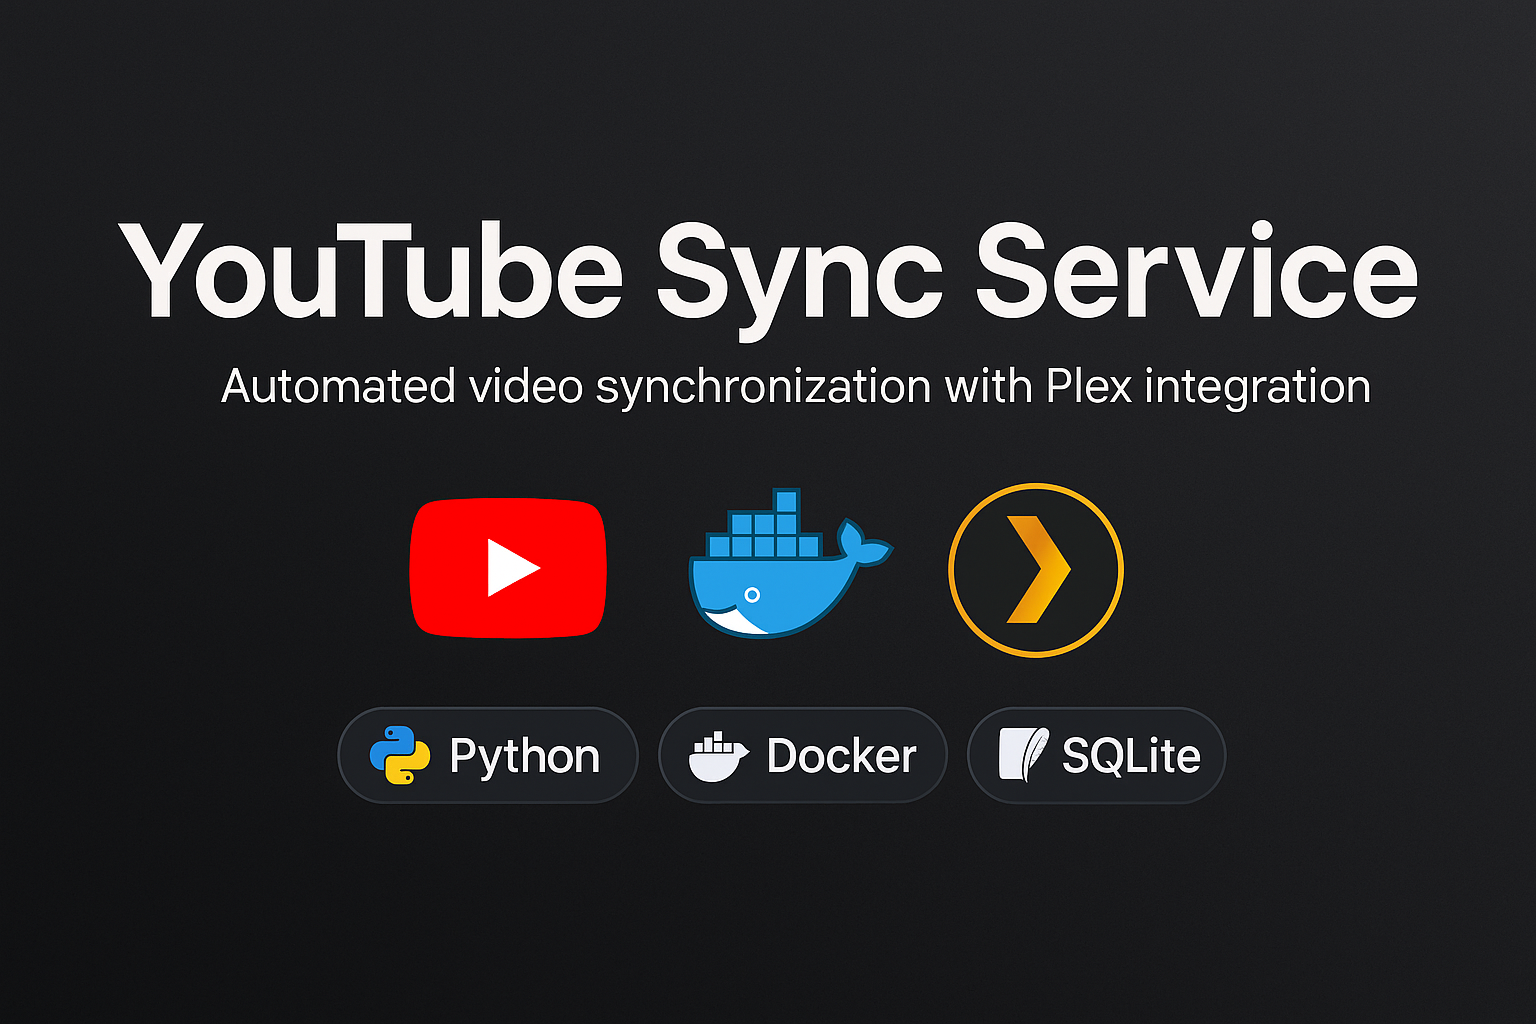 YouTube Sync Service
Automated video synchronization with Plex integration
Python Docker SQLite